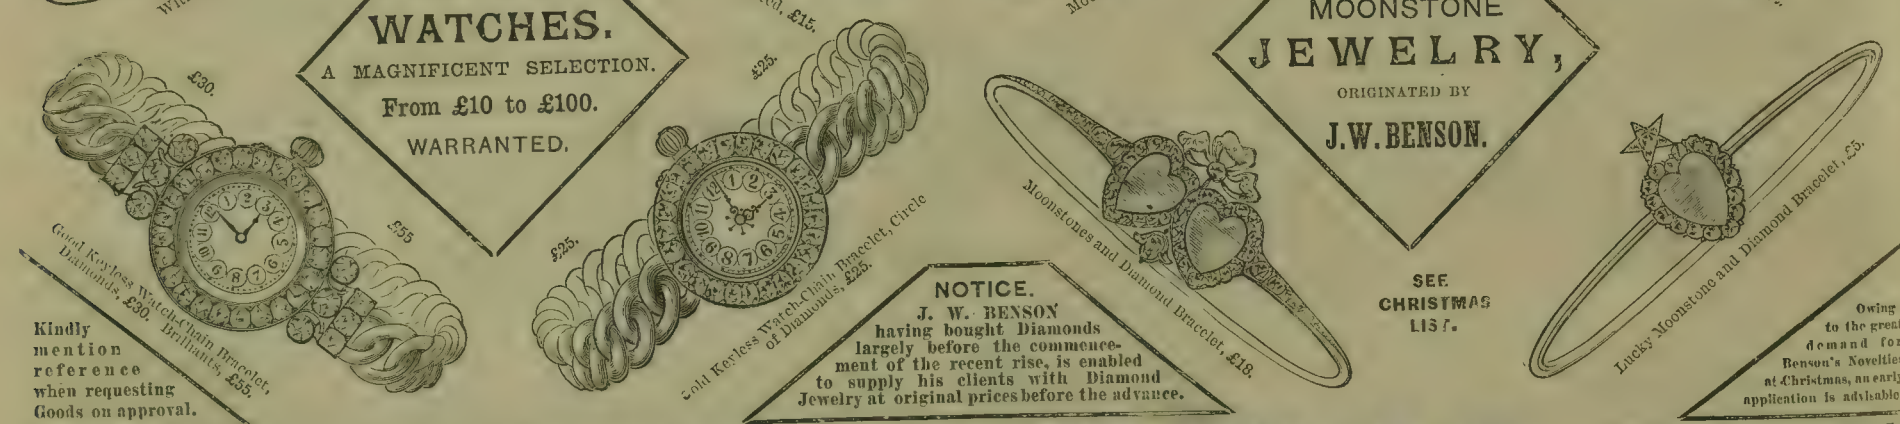 WATCHES.
A MAGNIFICENT SELECTION.
From £10 to £100.
WARRANTED.
£15.
£30.
£55
Good Keyless Watch-Chain Bracelet,
Diamonds, £30. Brilliants, £55.
Kindly
mention
reference
when requesting
Goods on approval.
£25.
£25.
Gold Keyless Watch-Chain Bracelet, Circle
of Diamonds, £25.
NOTICE.
J. W. BENSON
having bought Diamonds
largely before the commence-
ment of the recent rise, is enabled
to supply his clients with Diamond
Jewelry at original prices before the advance.
Moonstones and Diamond Bracelet, £18.
MOONSTONE
JEWELRY,
ORIGINATED BY
J.W. BENSON.
SEE
CHRISTMAS
LIST.
Lucky Moonstone and Diamond Bracelet, £5.
Owing
to the great
demand for
Benson's Novelties
at Christmas, an early
application is advisable